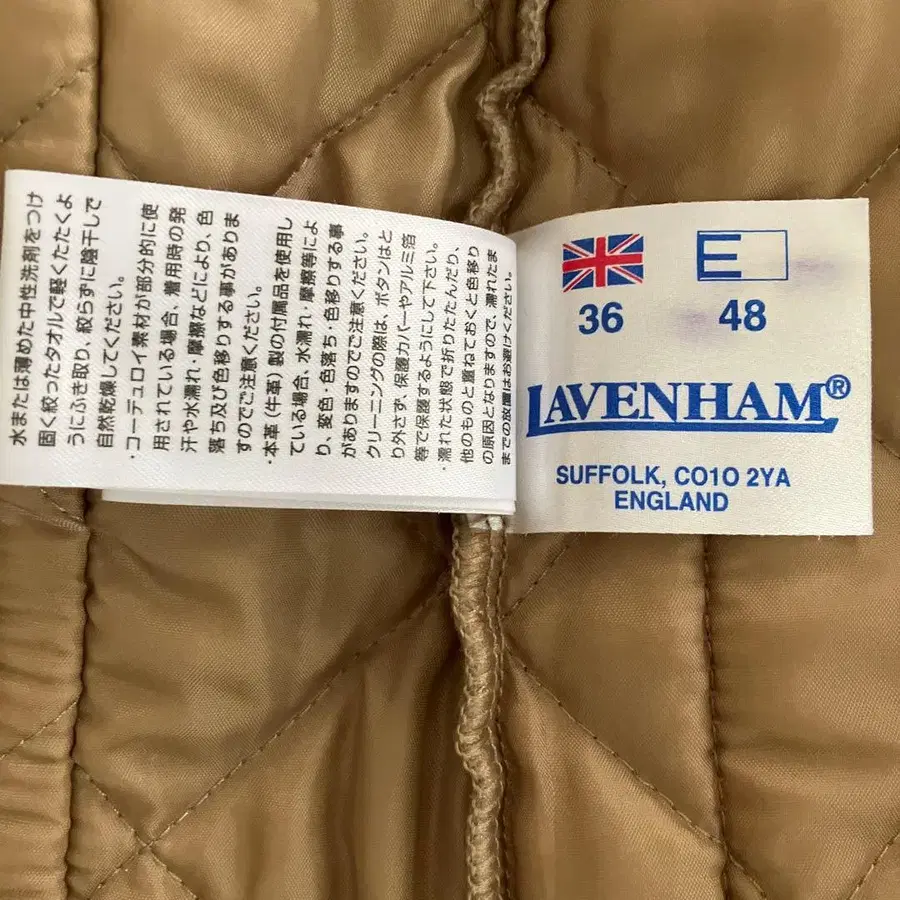 水または薄めた中性洗剤をつけ
固く絞ったタオルで軽くたたくよ
うにふき取り、絞らずに陰干しで
自然乾燥してください。
・コーデュロイ素材が部分的に使
用されている場合、着用時の発
汗や水濡れ・摩擦などにより、色
落ち及び色移りする事がありま
すのでご注意ください。
・本革(牛革)製の付属品を使用し
ている場合、水濡れ・摩擦等によ
り、変色・色落ち・色移りする事
がありますのでご注意ください。
クリーニングの際は、ボタンはと
り外さず、保護カバーやアルミ箔
等で保護するようにして下さい。
・濡れた状態で折りたたんだり、
他のものと重ねておくと色移り
の原因となりますので、濡れたま
までの放置はお避けください。
E
36 48
LAVENHAM®
SUFFOLK, CO10 2YA
ENGLAND